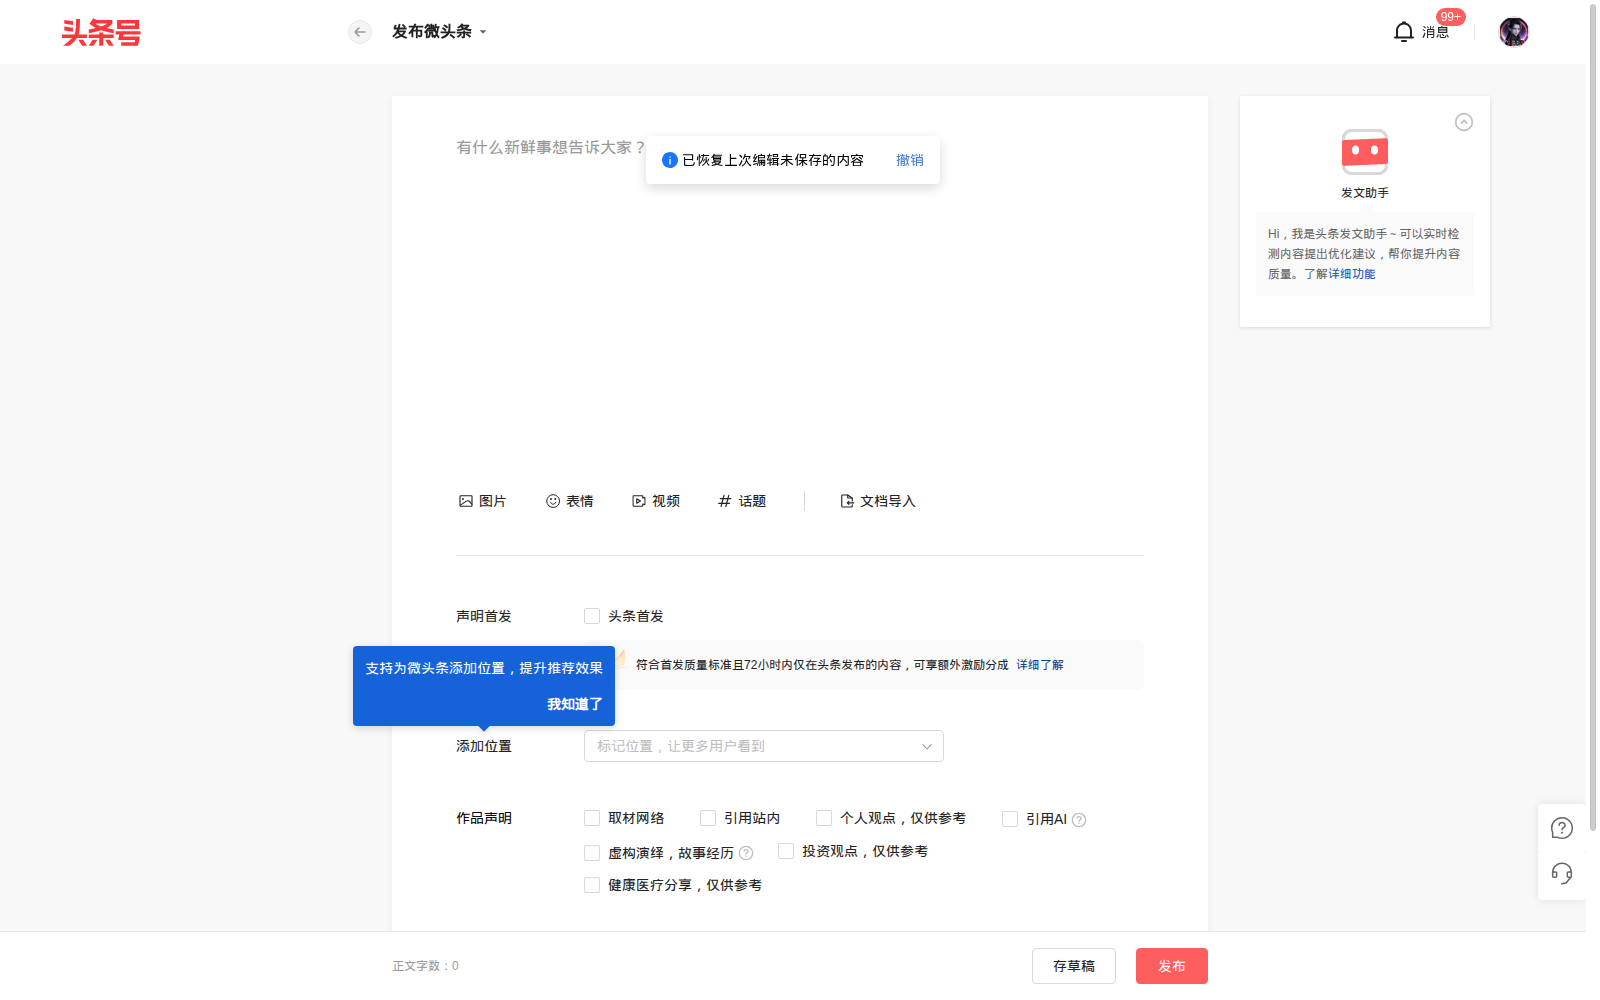 头条号
发布微头条
消息
99+
有什么新鲜事想告诉大家？
已恢复上次编辑未保存的内容 撤销
发文助手
Hi，我是头条发文助手~可以实时检
测内容提出优化建议，帮你提升内容
质量。了解详细功能
图片 表情 视频 # 话题 文档导入
声明首发 头条首发
符合首发质量标准且72小时内仅在头条发布的内容，可享额外激励分成 详细了解
支持为微头条添加位置，提升推荐效果
我知道了
添加位置 标记位置，让更多用户看到
作品声明 取材网络 引用站内 个人观点，仅供参考 引用AI
虚构演绎，故事经历 投资观点，仅供参考
健康医疗分享，仅供参考
正文字数：0 存草稿 发布